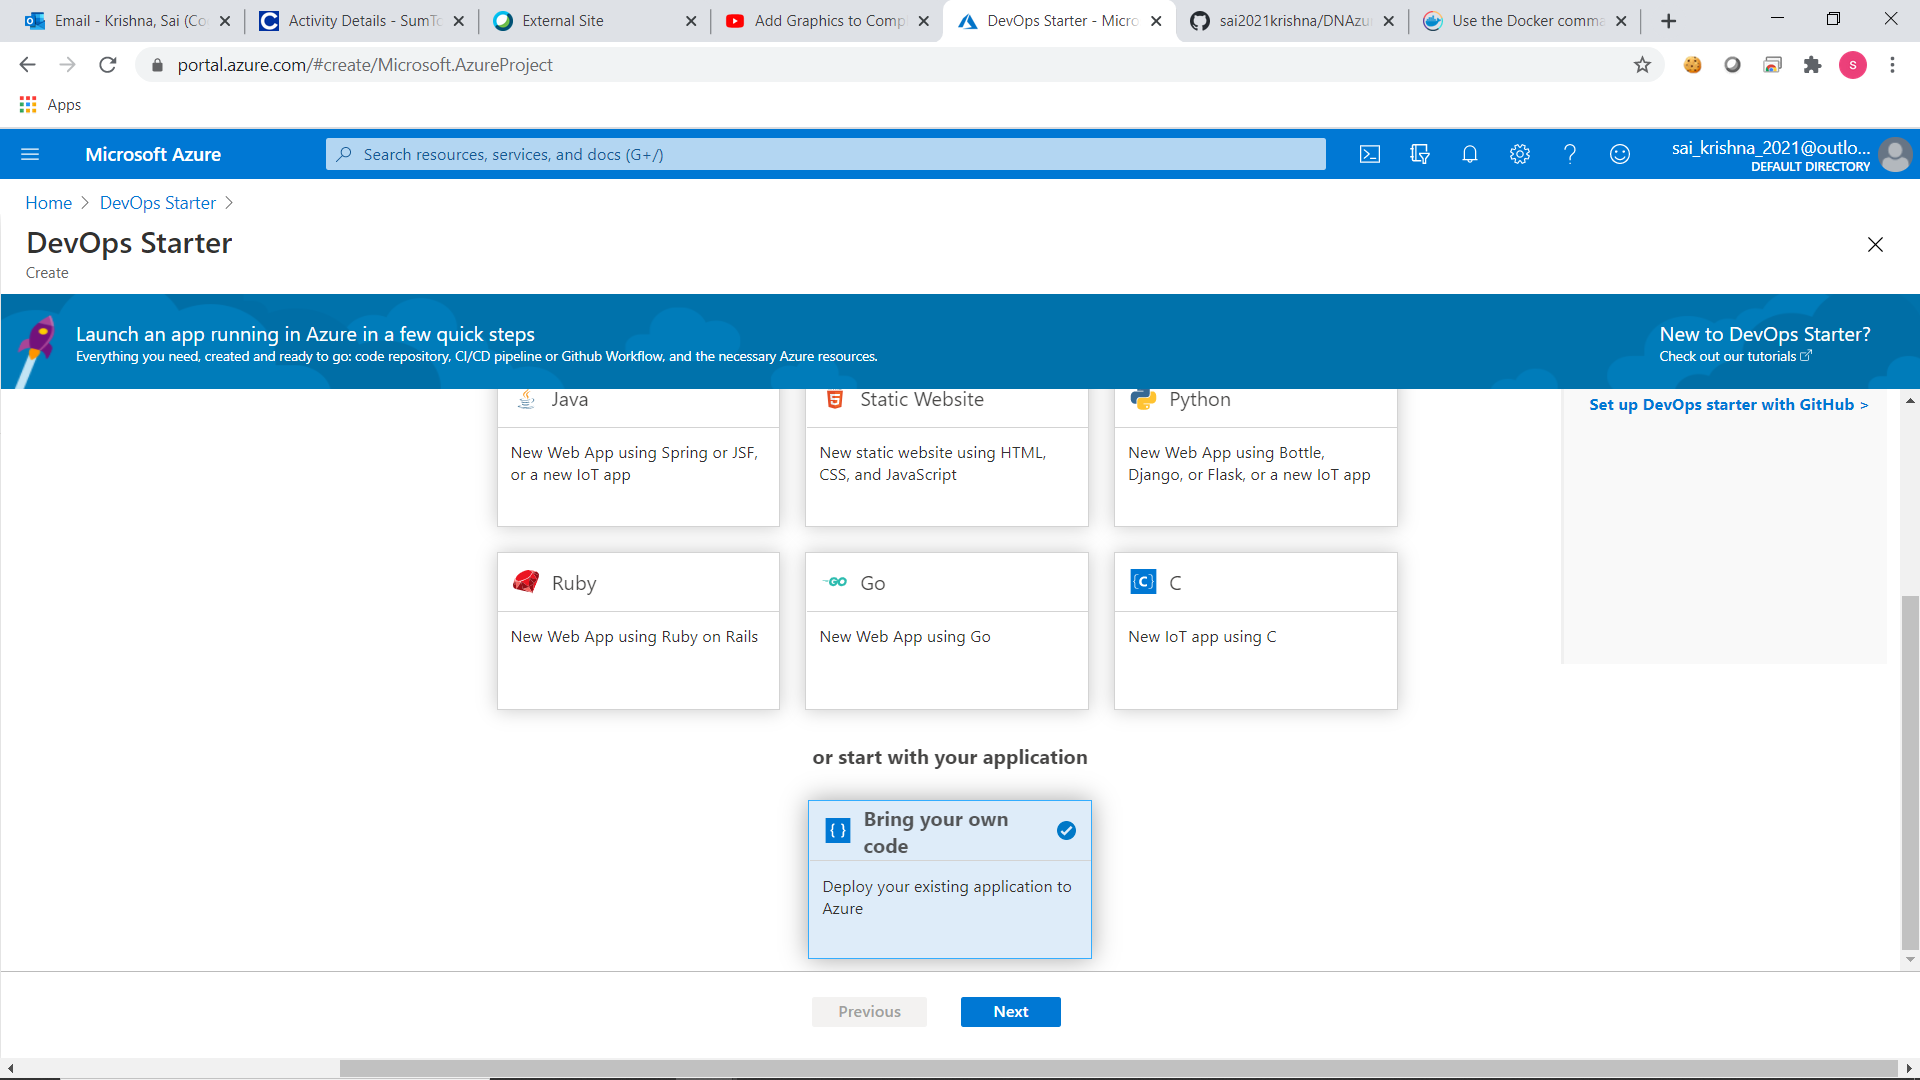 Email - Krishna, Sai (Co
Activity Details - SumTo
External Site
Add Graphics to Comp
DevOps Starter - Micro
sai2021krishna/DNAzu
Use the Docker comma
portal.azure.com/#create/Microsoft.AzureProject
S
Apps
Microsoft Azure
Search resources, services, and docs (G+/)
sai_krishna_2021@outlo...
DEFAULT DIRECTORY
Home > DevOps Starter >
DevOps Starter
Create
Launch an app running in Azure in a few quick steps
Everything you need, created and ready to go: code repository, CI/CD pipeline or Github Workflow, and the necessary Azure resources.
New to DevOps Starter?
Check out our tutorials
Java
New Web App using Spring or JSF,
or a new IoT app
Static Website
New static website using HTML,
CSS, and JavaScript
Python
New Web App using Bottle,
Django, or Flask, or a new IoT app
Set up DevOps starter with GitHub >
Ruby
New Web App using Ruby on Rails
GO
Go
New Web App using Go
{C}
C
New IoT app using C
or start with your application
{ }
Bring your own
code
Deploy your existing application to
Azure
Previous
Next